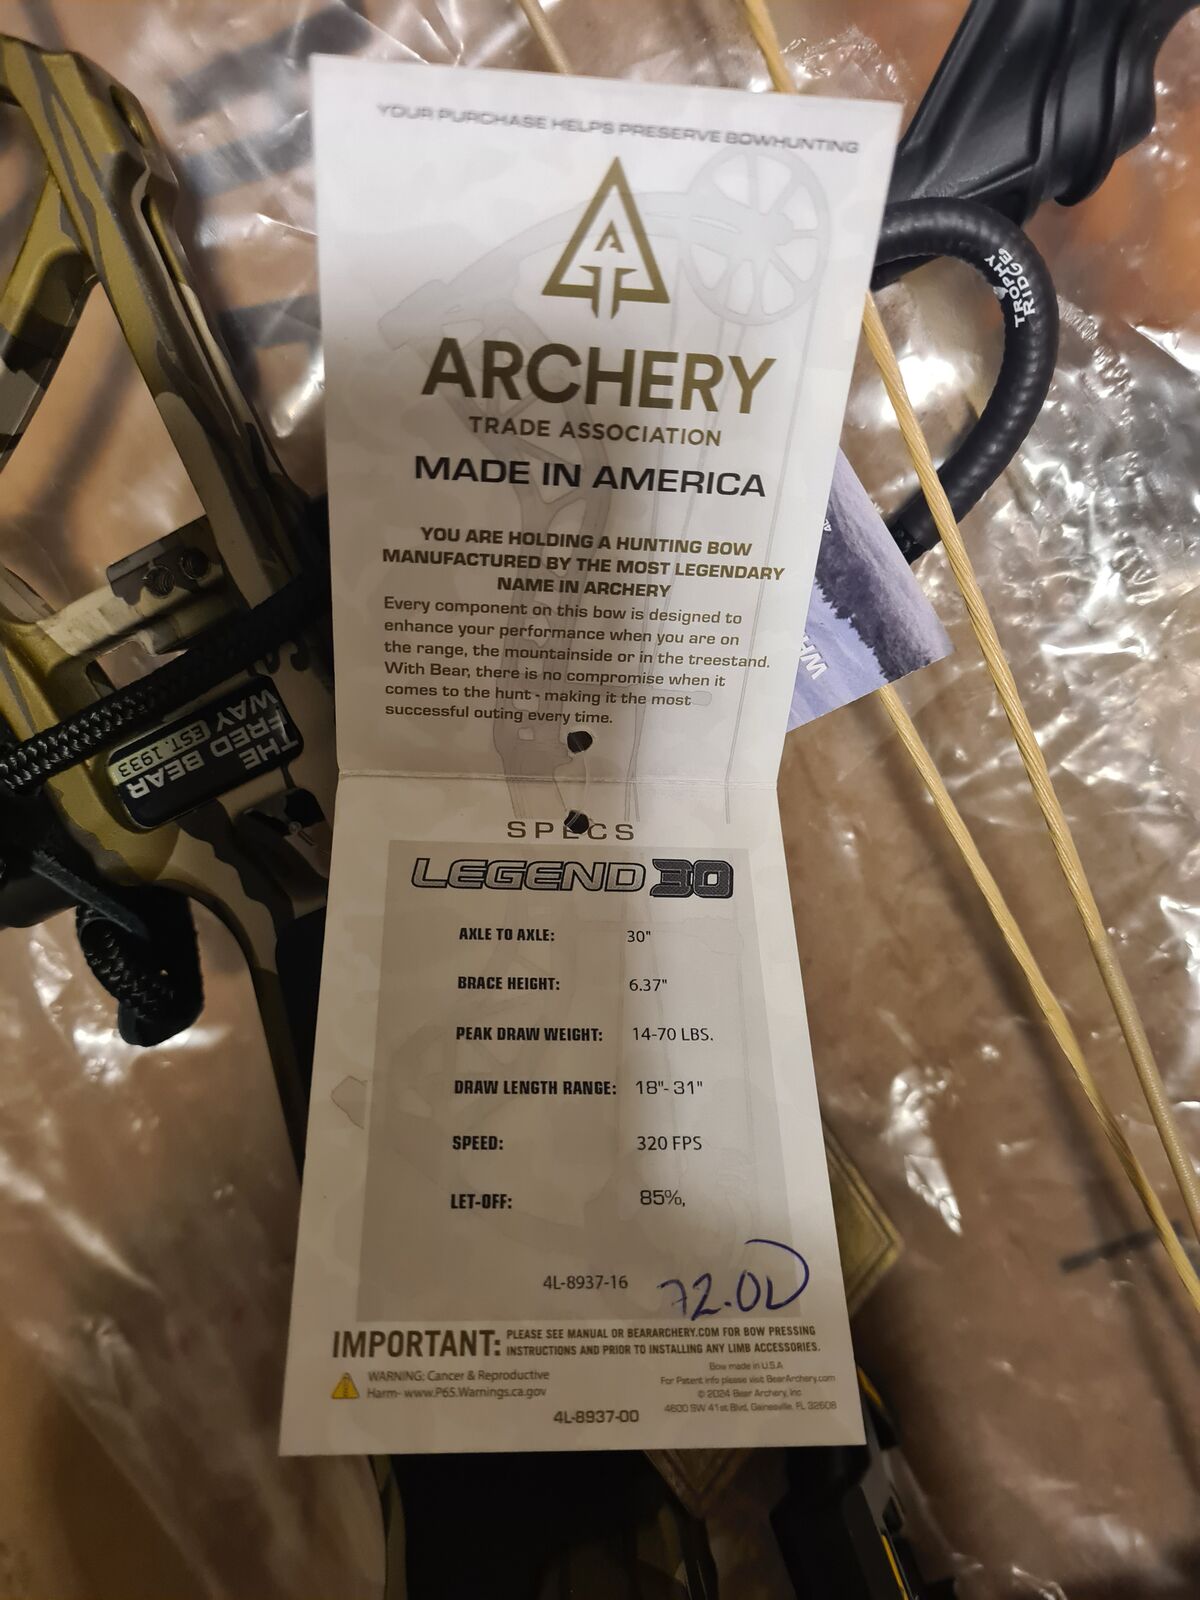 YOUR PURCHASE HELPS PRESERVE BOWHUNTING
A
ARCHERY
TRADE ASSOCIATION
MADE IN AMERICA
YOU ARE HOLDING A HUNTING BOW
MANUFACTURED BY THE MOST LEGENDARY
NAME IN ARCHERY
Every component on this bow is designed to
enhance your performance when you are on
the range, the mountainside or in the treestand.
With Bear, there is no compromise when it
comes to the hunt - making it the most
successful outing every time.
SPECS
LEGEND 30
AXLE TO AXLE: 30"
BRACE HEIGHT: 6.37"
PEAK DRAW WEIGHT: 14-70 LBS.
DRAW LENGTH RANGE: 18"- 31"
SPEED: 320 FPS
LET-OFF: 85%,
4L-8937-16
IMPORTANT: PLEASE SEE MANUAL OR BEARARCHERY.COM FOR BOW PRESSING
INSTRUCTIONS AND PRIOR TO INSTALLING ANY LIMB ACCESSORIES.
WARNING: Cancer & Reproductive
Harm- www.P65.Warnings.ca.gov
Bow made in U.S.A
For Patent info please visit BearArchery.com
© 2024 Bear Archery, Inc
4600 SW 41st Blvd, Gainesville, FL 32608
4L-8937-00
TROPHY
RIDGE
THE
FRED BEAR
WAY EST. 1933
WH